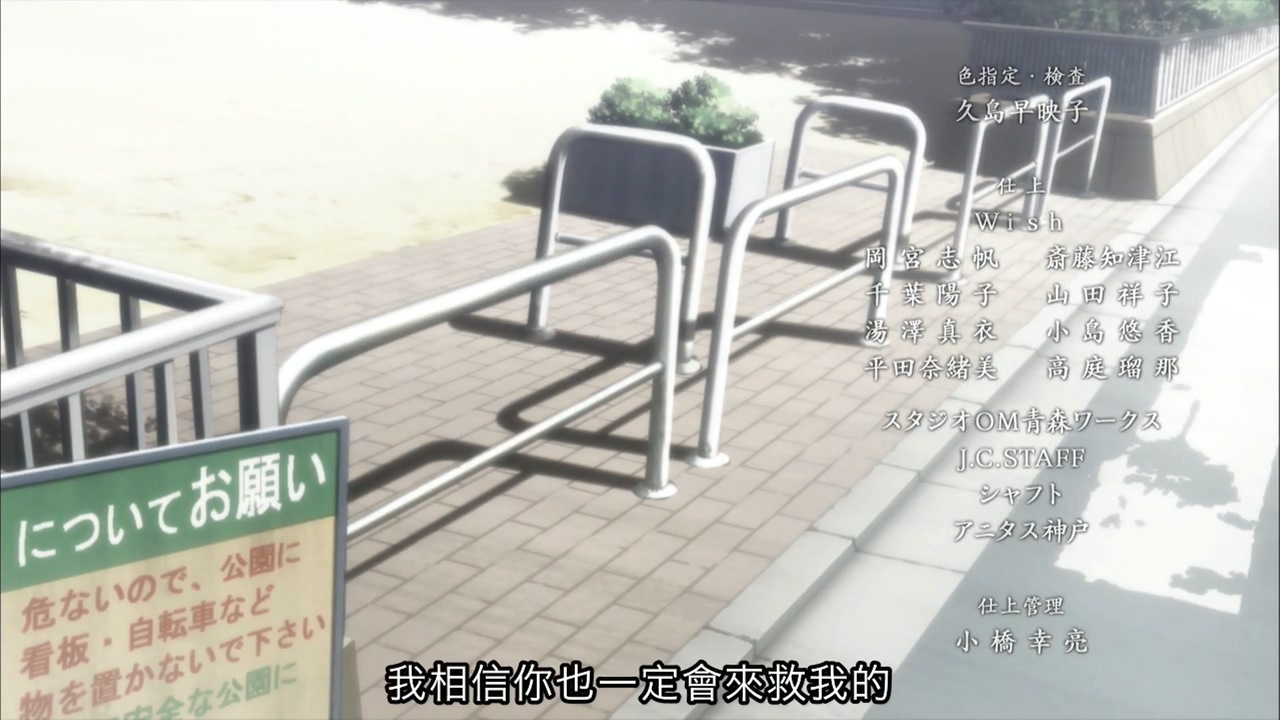 色指定・検査
久島早映子
仕上
Wish
岡宮志帆 斎藤知津江
千葉陽子 山田祥子
湯澤真衣 小島悠香
平田奈緒美 高庭瑠那
スタジオOM青森ワークス
J.C.STAFF
シャフト
アニタス神戸
仕上管理
小橋幸亮
についてお願い
危ないので、公園に
看板・自転車など
物を置かないで下さい
安全な公園に
我相信你也一定會來救我的